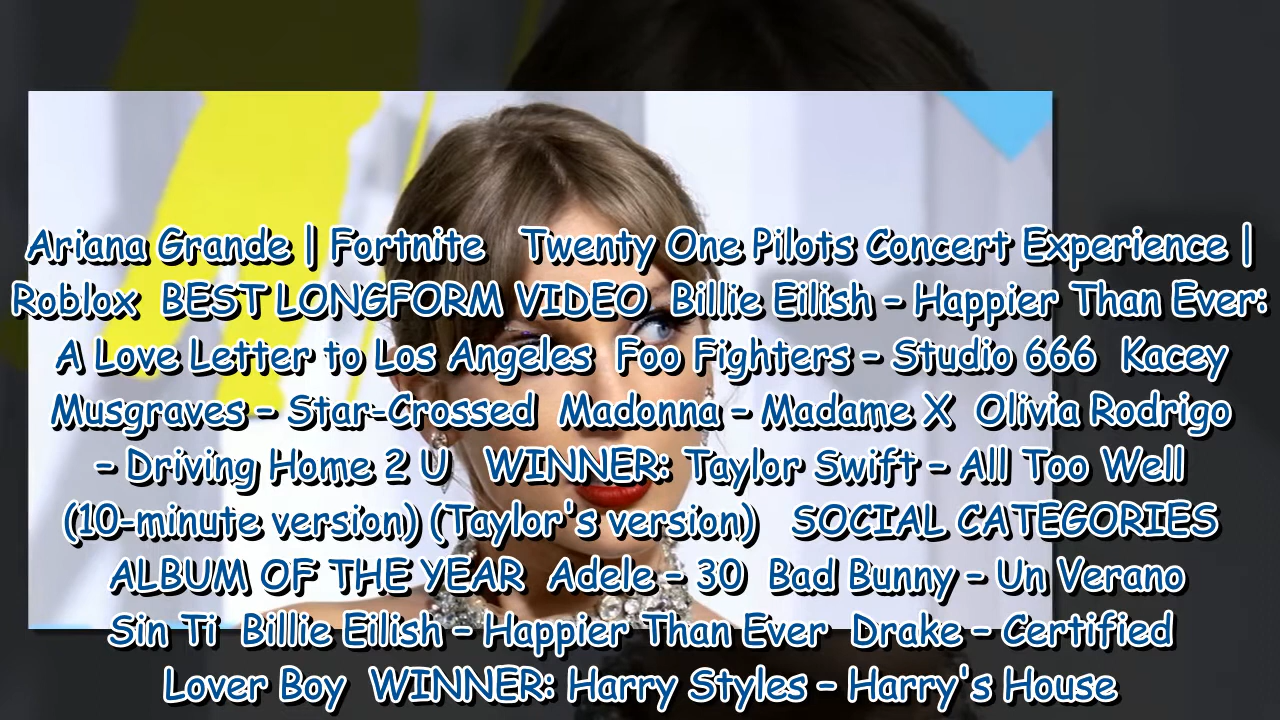 Ariana Grande | Fortnite Twenty One Pilots Concert Experience |
Roblox BEST LONGFORM VIDEO Billie Eilish – Happier Than Ever:
A Love Letter to Los Angeles Foo Fighters – Studio 666 Kacey
Musgraves – Star-Crossed Madonna – Madame X Olivia Rodrigo
– Driving Home 2 U WINNER: Taylor Swift – All Too Well
(10-minute version) (Taylor's version) SOCIAL CATEGORIES
ALBUM OF THE YEAR Adele – 30 Bad Bunny – Un Verano
Sin Ti Billie Eilish – Happier Than Ever Drake – Certified
Lover Boy WINNER: Harry Styles – Harry's House